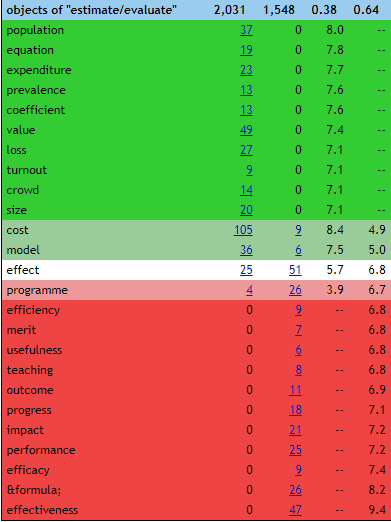 objects of "estimate/evaluate" 2,031 1,548 0.38 0.64
population 37 0 8.0 --
equation 19 0 7.8 --
expenditure 23 0 7.7 --
prevalence 13 0 7.6 --
coefficient 13 0 7.6 --
value 49 0 7.4 --
loss 27 0 7.1 --
turnout 9 0 7.1 --
crowd 14 0 7.1 --
size 20 0 7.1 --
cost 105 9 8.4 4.9
model 36 6 7.5 5.0
effect 25 51 5.7 6.8
programme 4 26 3.9 6.7
efficiency 0 9 -- 6.8
merit 0 7 -- 6.8
usefulness 0 6 -- 6.8
teaching 0 8 -- 6.8
outcome 0 11 -- 6.9
progress 0 18 -- 7.1
impact 0 21 -- 7.2
performance 0 25 -- 7.2
efficacy 0 9 -- 7.4
&formula; 0 26 -- 8.2
effectiveness 0 47 -- 9.4